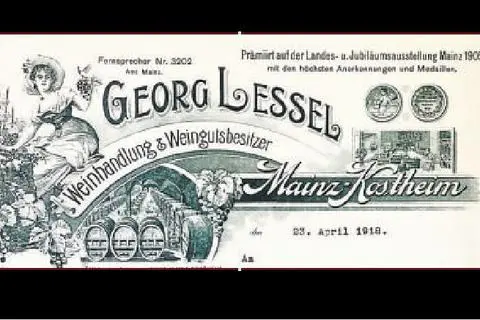 Fernsprecher Nr. 3202
Amt Mainz.
Prämiirt auf der Landes- u. Jubiläumsausstellung Mainz 1905
mit den höchsten Anerkennungen und Medaillen.
GEORG LESSEL
Weinhandlung & Weingutsbesitzer
Mainz-Kostheim
den 23. April 1918.
An